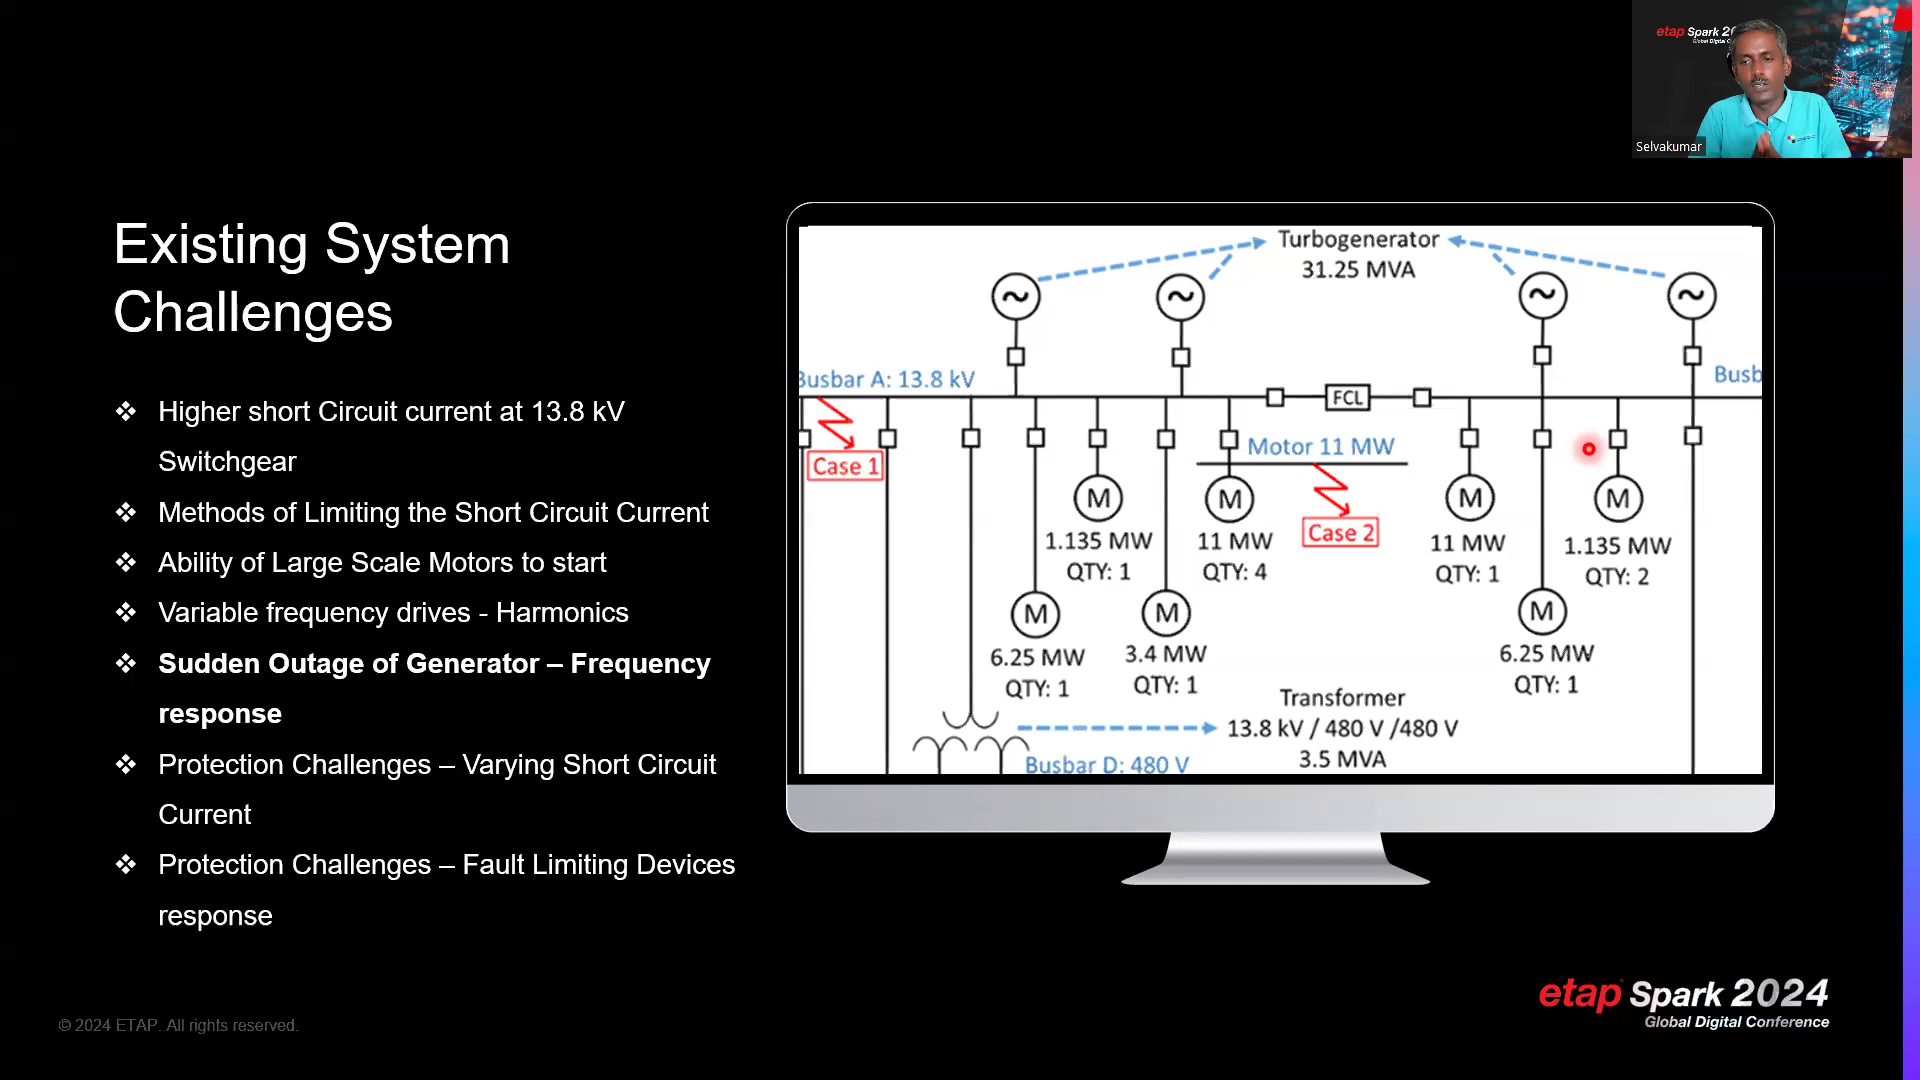 etap Spark 2
Global Digital C
Selvakumar
Existing System
Challenges
❖ Higher short Circuit current at 13.8 kV
Switchgear
❖ Methods of Limiting the Short Circuit Current
❖ Ability of Large Scale Motors to start
❖ Variable frequency drives - Harmonics
❖ Sudden Outage of Generator – Frequency
response
❖ Protection Challenges – Varying Short Circuit
Current
❖ Protection Challenges – Fault Limiting Devices
response
Turbogenerator
31.25 MVA
Busbar A: 13.8 kV
Busb
FCL
Case 1
Motor 11 MW
Case 2
M
1.135 MW
QTY: 1
M
11 MW
QTY: 4
M
11 MW
QTY: 1
M
1.135 MW
QTY: 2
M
6.25 MW
QTY: 1
M
3.4 MW
QTY: 1
M
6.25 MW
QTY: 1
Transformer
13.8 kV / 480 V /480 V
3.5 MVA
Busbar D: 480 V
etap Spark 2024
Global Digital Conference
© 2024 ETAP. All rights reserved.